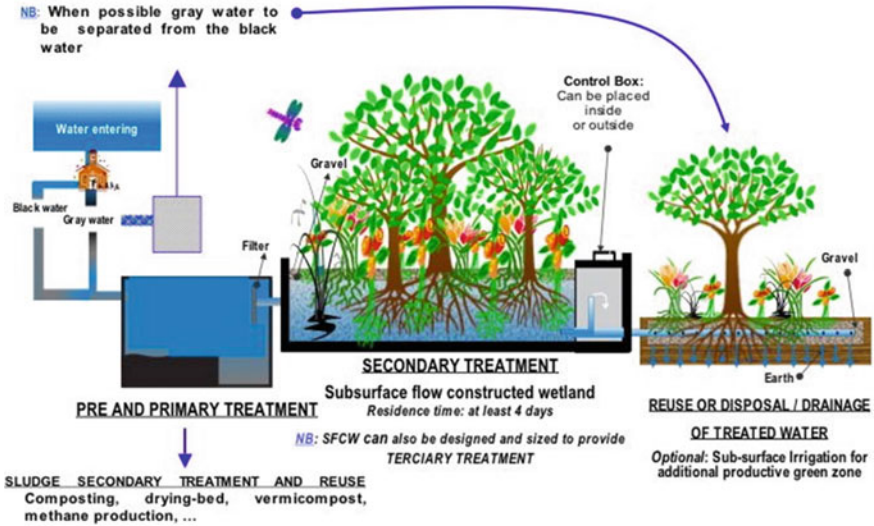 NB: When possible gray water to
be separated from the black
water
Water entering
Black water
Gray water
Filter
Gravel
Control Box:
Can be placed
inside
or outside
Gravel
Earth
PRE AND PRIMARY TREATMENT
SECONDARY TREATMENT
Subsurface flow constructed wetland
Residence time: at least 4 days
NB: SFCW can also be designed and sized to provide
TERCIARY TREATMENT
REUSE OR DISPOSAL / DRAINAGE
OF TREATED WATER
Optional: Sub-surface Irrigation for
additional productive green zone
SLUDGE SECONDARY TREATMENT AND REUSE
Composting, drying-bed, vermicompost,
methane production, ...